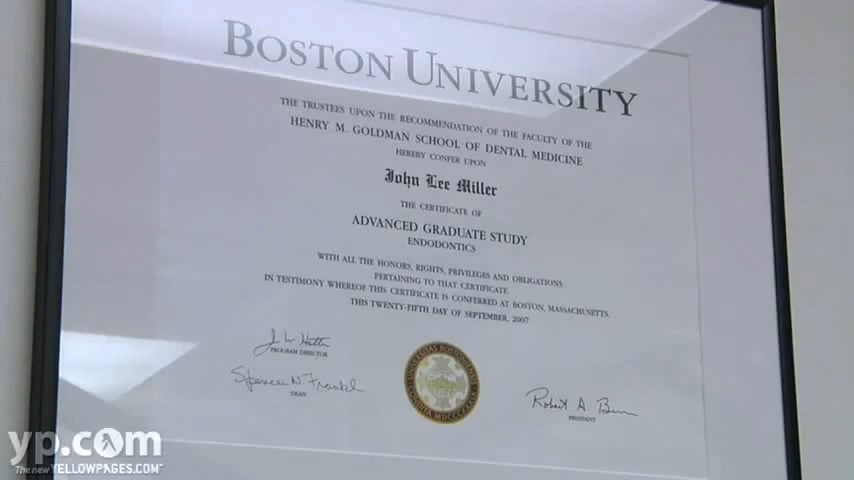 BOSTON UNIVERSITY
THE TRUSTEES UPON THE RECOMMENDATION OF THE FACULTY OF THE
HENRY M. GOLDMAN SCHOOL OF DENTAL MEDICINE
HEREBY CONFER UPON
John Lee Miller
THE CERTIFICATE OF
ADVANCED GRADUATE STUDY
ENDODONTICS
WITH ALL THE HONORS, RIGHTS, PRIVILEGES AND OBLIGATIONS
PERTAINING TO THAT CERTIFICATE.
IN TESTIMONY WHEREOF THIS CERTIFICATE IS CONFERRED AT BOSTON, MASSACHUSETTS,
THIS TWENTY-FIFTH DAY OF SEPTEMBER, 2007
PROGRAM DIRECTOR
Spencer N. Frankl
DEAN
Robert A.
PRESIDENT
yp.com
The new YELLOWPAGES.COM